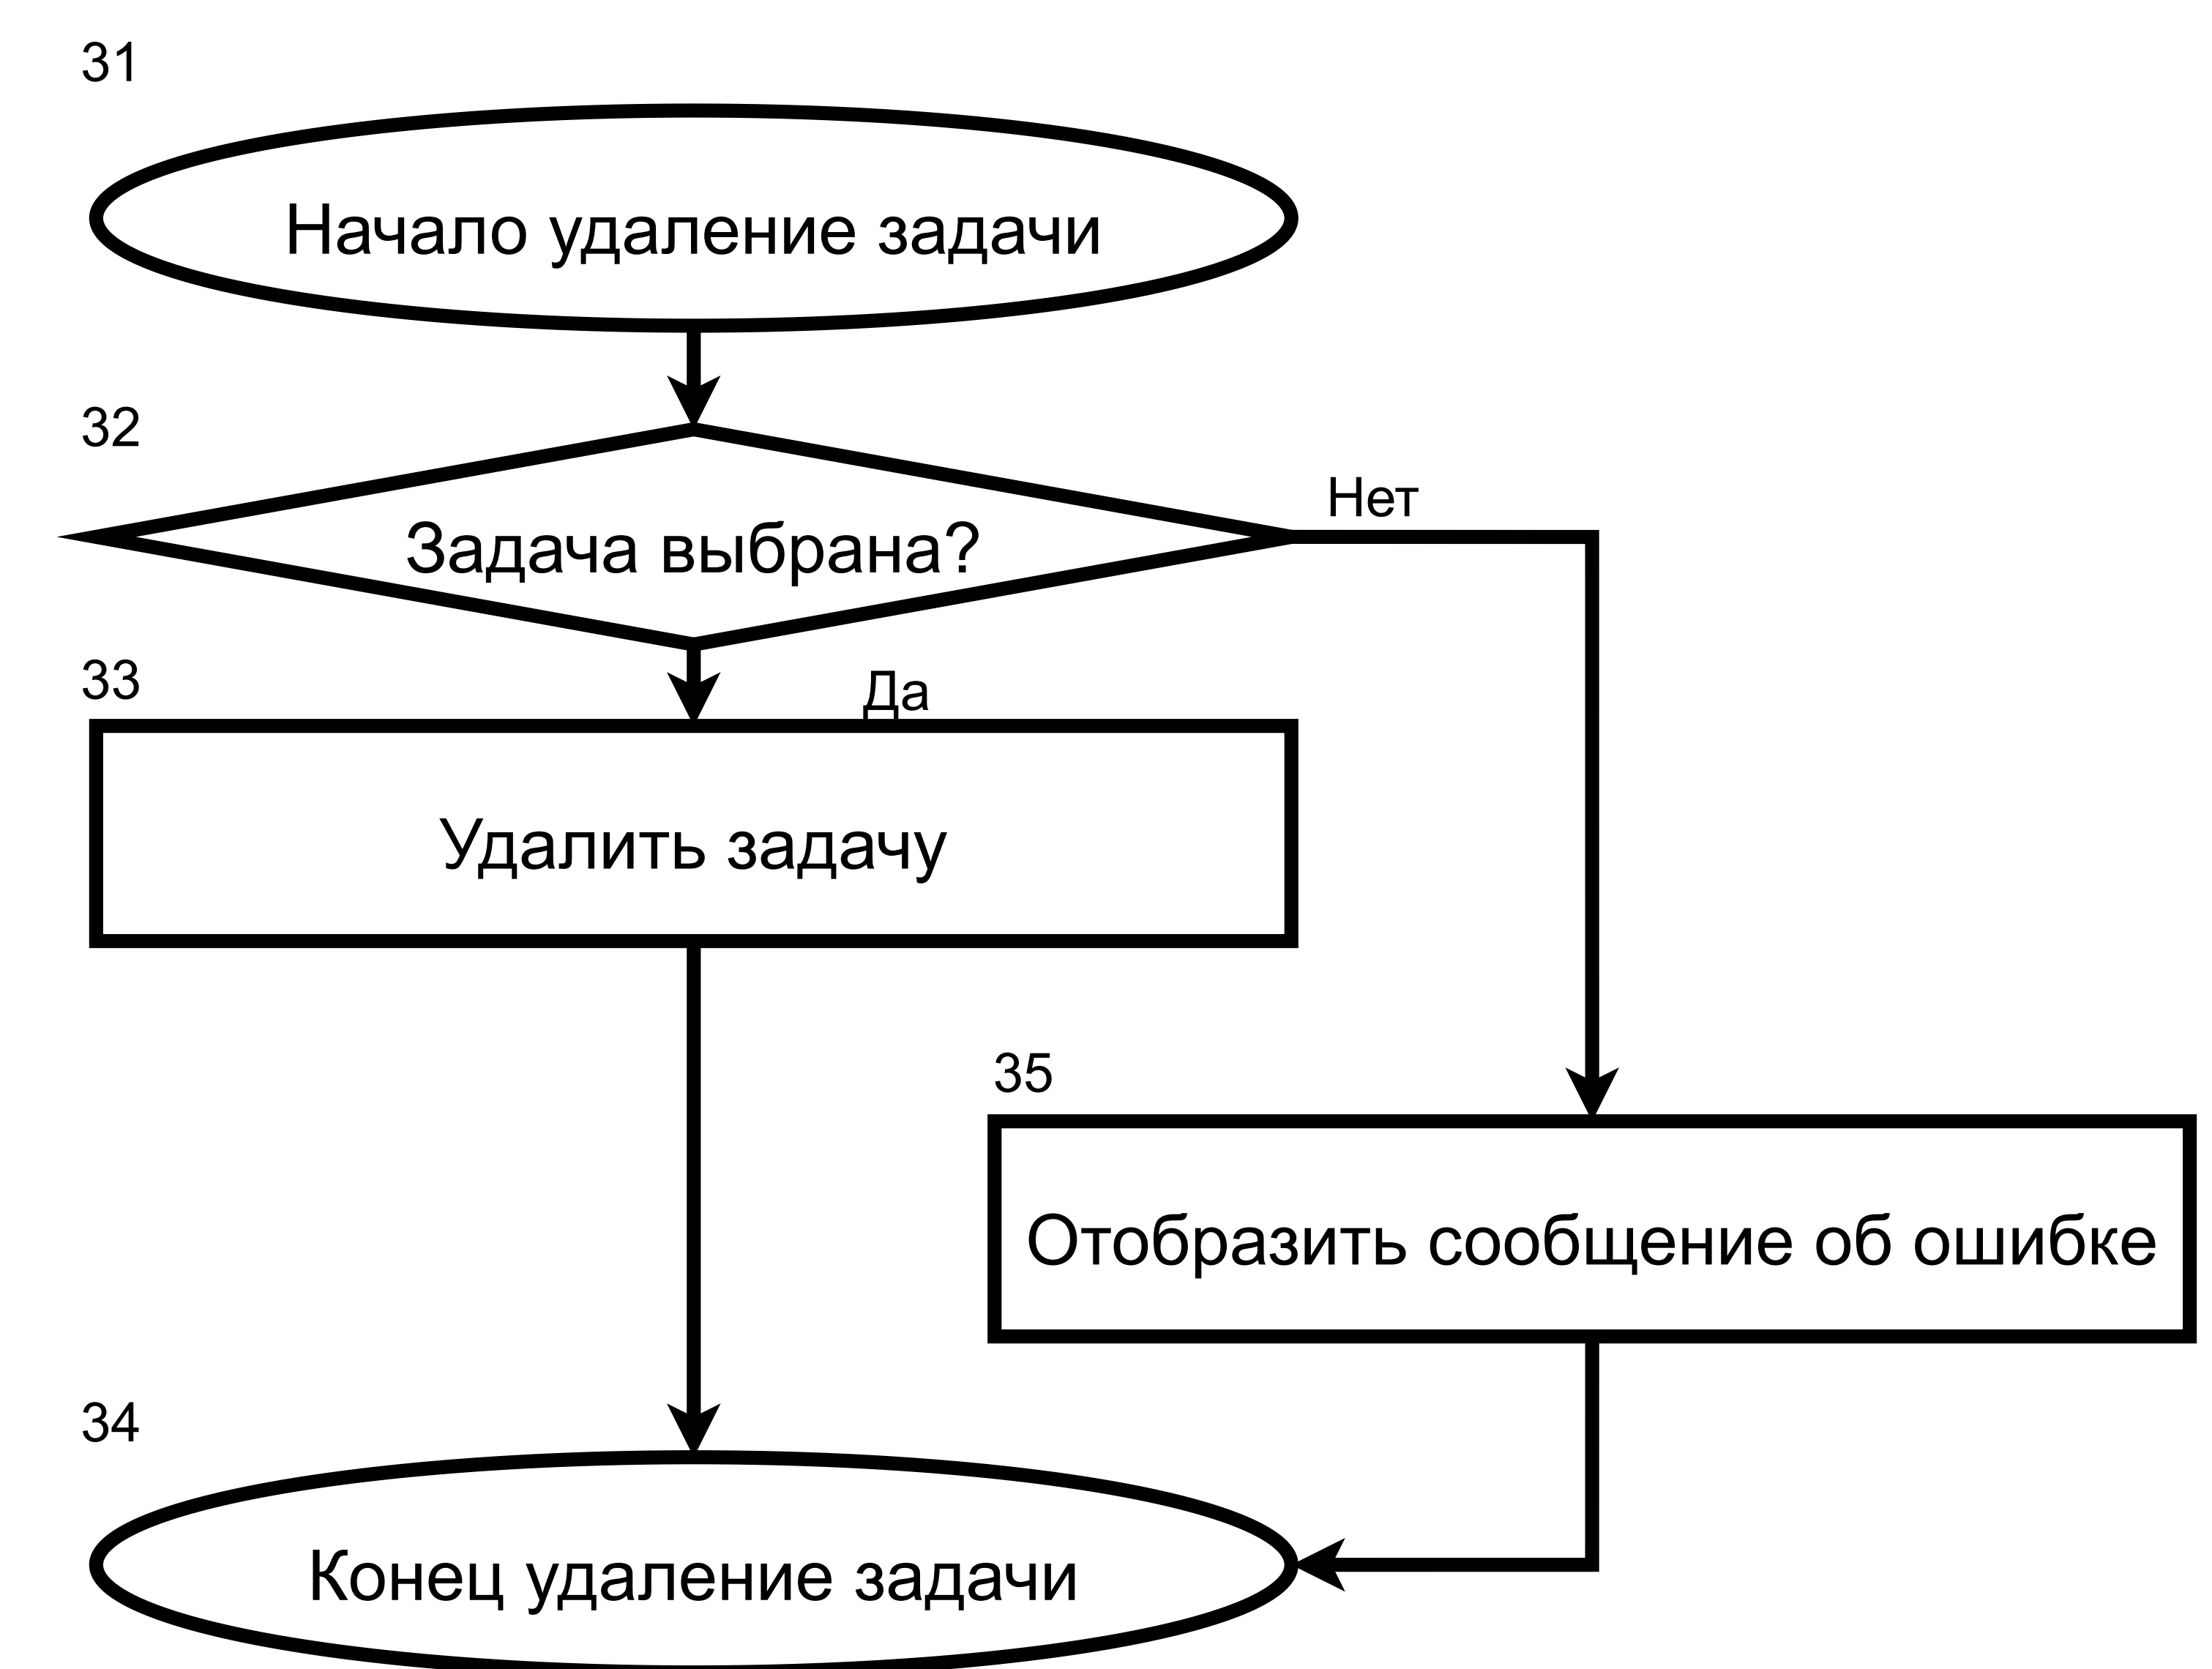 31
Начало удаление задачи
32
Задача выбрана?
Нет
33
Да
Удалить задачу
35
Отобразить сообщение об ошибке
34
Конец удаление задачи